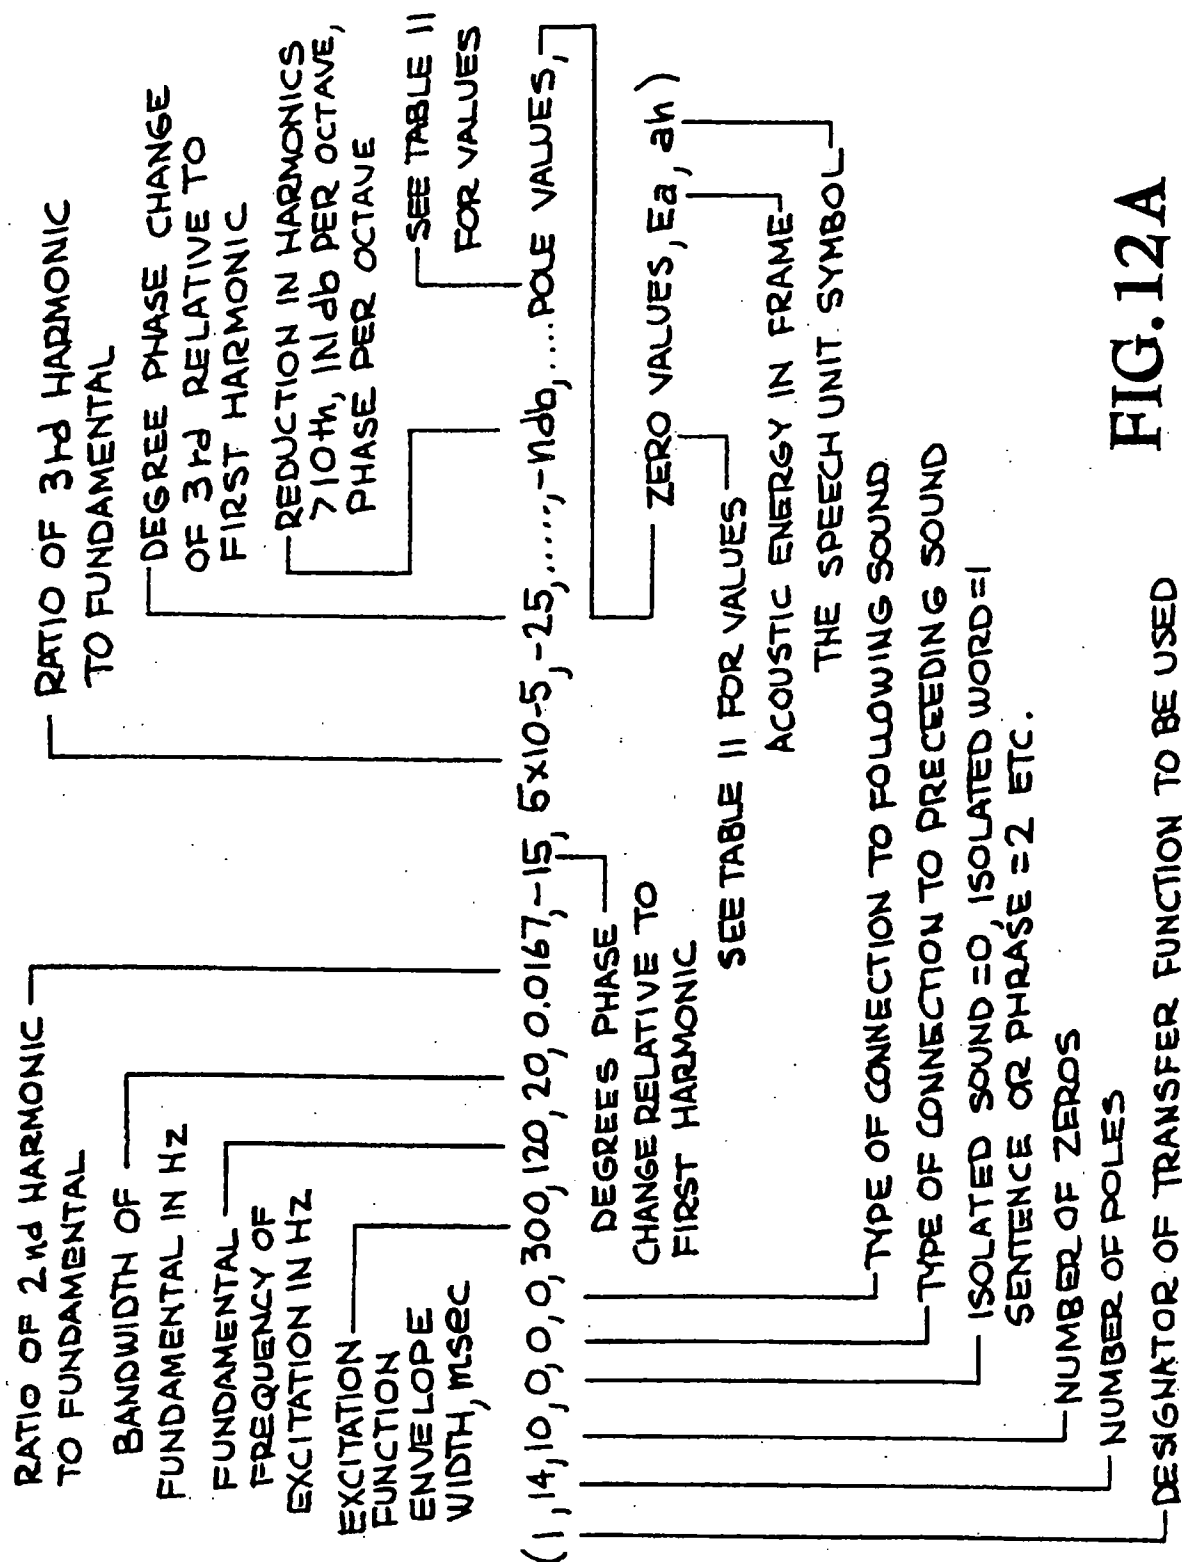 RATIO OF 2nd HARMONIC
TO FUNDAMENTAL
BANDWIDTH OF
FUNDAMENTAL IN Hz
FUNDAMENTAL
FREQUENCY OF
EXCITATION IN Hz
EXCITATION
FUNCTION
ENVELOPE
WIDTH, msec
RATIO OF 3rd HARMONIC
TO FUNDAMENTAL
DEGREE PHASE CHANGE
OF 3rd RELATIVE TO
FIRST HARMONIC
REDUCTION IN HARMONICS
>10th, IN db PER OCTAVE,
PHASE PER OCTAVE
SEE TABLE II
FOR VALUES
(1,14,10,0,0,0,300,120,20,0.0167,-15,5x10-5,-25,.....,-ndb,....POLE VALUES,
ZERO VALUES, Ea, ah)
DEGREES PHASE
CHANGE RELATIVE TO
FIRST HARMONIC
SEE TABLE II FOR VALUES
ACOUSTIC ENERGY IN FRAME
THE SPEECH UNIT SYMBOL
TYPE OF CONNECTION TO FOLLOWING SOUND
TYPE OF CONNECTION TO PRECEEDING SOUND
ISOLATED SOUND=0, ISOLATED WORD=1
SENTENCE OR PHRASE=2 ETC.
NUMBER OF ZEROS
NUMBER OF POLES
DESIGNATOR OF TRANSFER FUNCTION TO BE USED
FIG. 12A